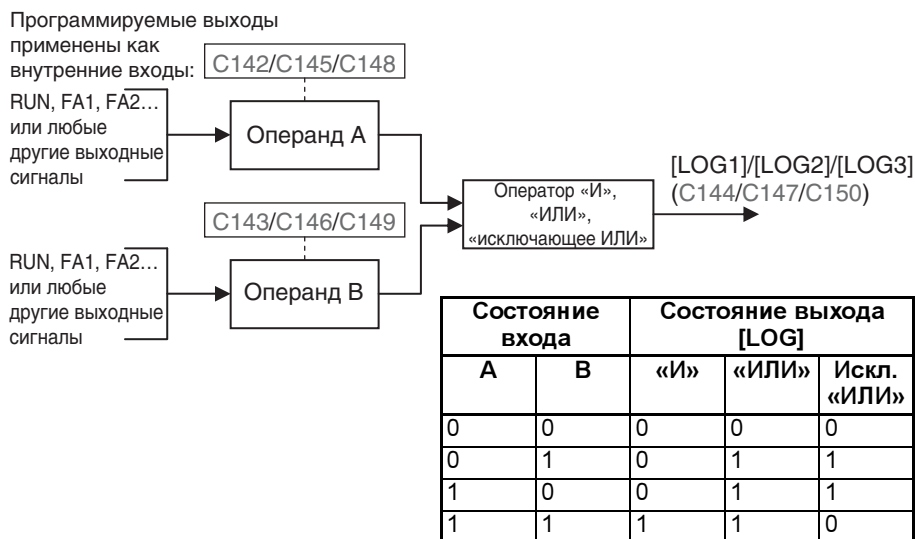 Программируемые выходы
применены как
внутренние входы:
C142/C145/C148
RUN, FA1, FA2...
или любые
другие выходные
сигналы
Операнд A
[LOG1]/[LOG2]/[LOG3]
(C144/C147/C150)
Оператор «И»,
«ИЛИ»,
«исключающее ИЛИ»
C143/C146/C149
RUN, FA1, FA2...
или любые
другие выходные
сигналы
Операнд B
Состояние входа Состояние выхода [LOG]
A B «И» «ИЛИ» Искл. «ИЛИ»
0 0 0 0 0
0 1 0 1 1
1 0 0 1 1
1 1 1 1 0